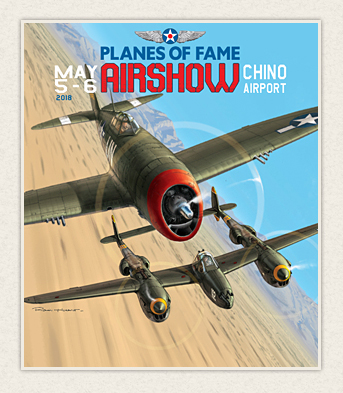 PLANES OF FAME
MAY
5-6
2018
AIRSHOW
CHINO
AIRPORT